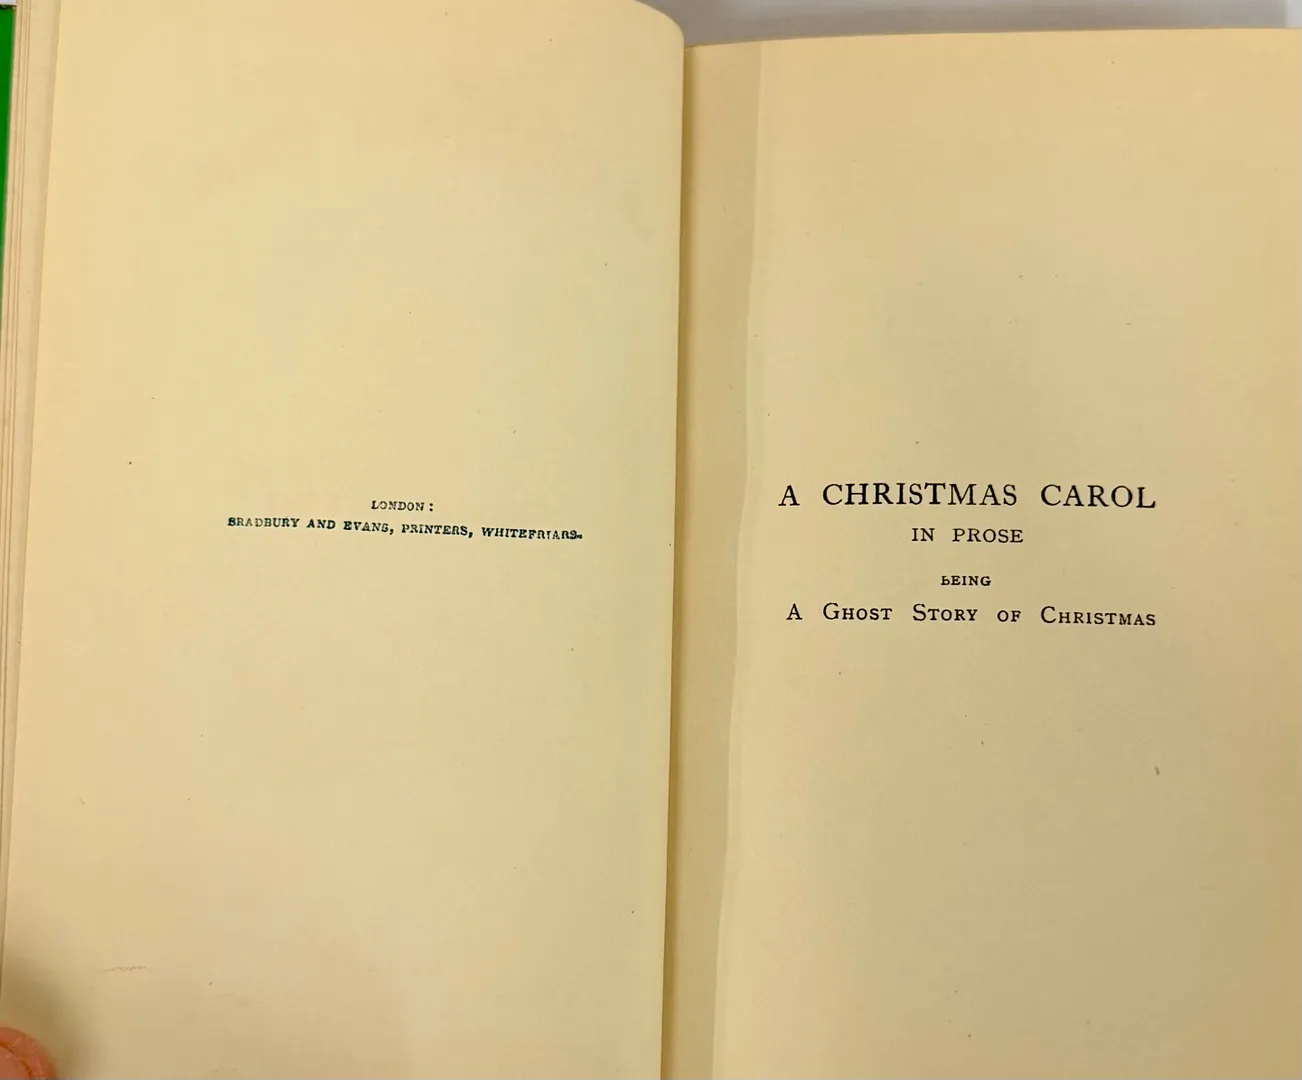 LONDON:
BRADBURY AND EVANS, PRINTERS, WHITEFRIARS.
A CHRISTMAS CAROL
IN PROSE
BEING
A GHOST STORY OF CHRISTMAS